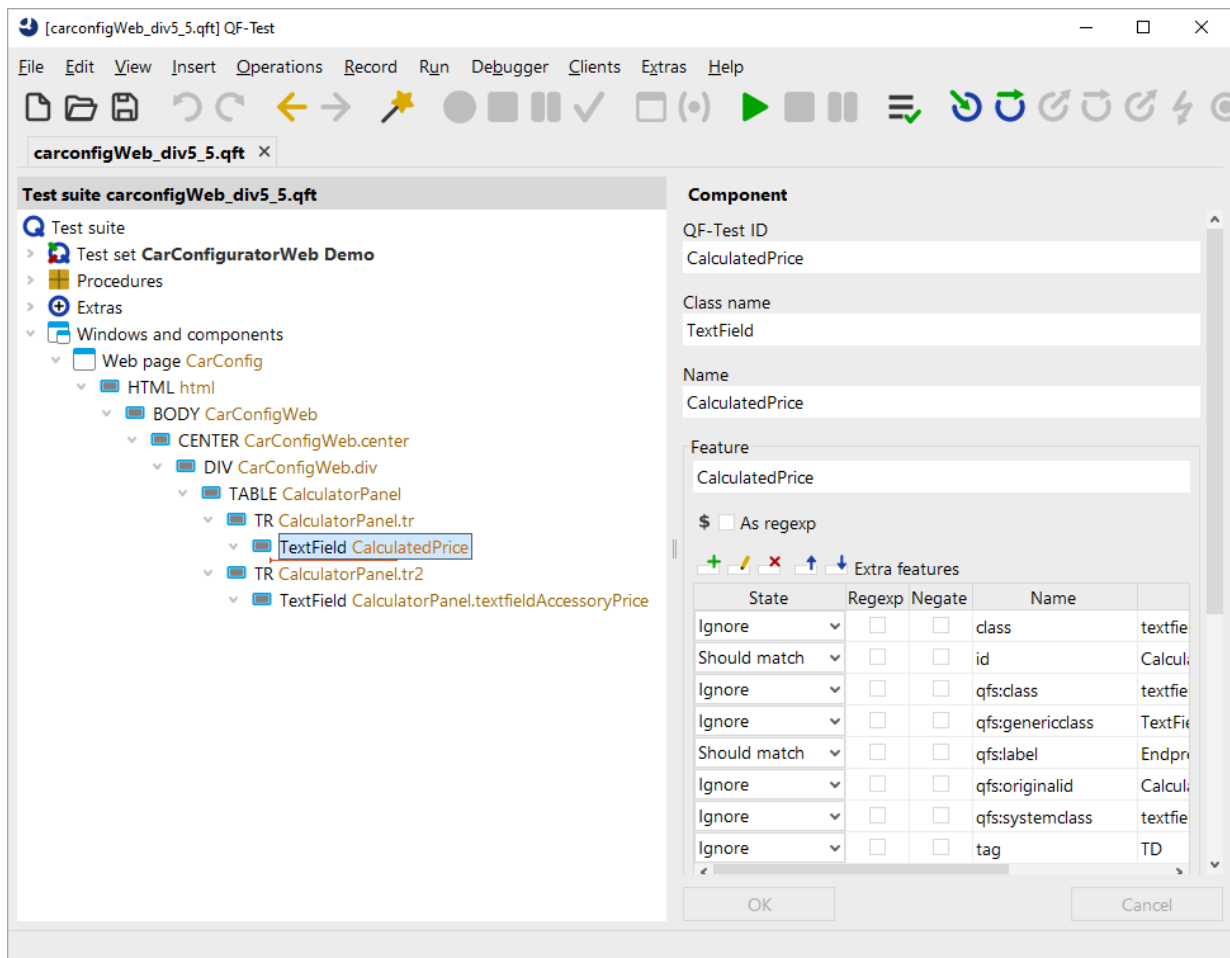 [carconfigWeb_div5_5.qft] QF-Test
File Edit View Insert Operations Record Run Debugger Clients Extras Help
carconfigWeb_div5_5.qft
Test suite carconfigWeb_div5_5.qft
Test suite
Test set CarConfiguratorWeb Demo
Procedures
Extras
Windows and components
Web page CarConfig
HTML html
BODY CarConfigWeb
CENTER CarConfigWeb.center
DIV CarConfigWeb.div
TABLE CalculatorPanel
TR CalculatorPanel.tr
TextField CalculatedPrice
TR CalculatorPanel.tr2
TextField CalculatorPanel.textfieldAccessoryPrice
Component
QF-Test ID
CalculatedPrice
Class name
TextField
Name
CalculatedPrice
Feature
CalculatedPrice
$ As regexp
Extra features
State Regexp Negate Name
Ignore class textfie
Should match id Calcul
Ignore qfs:class textfie
Ignore qfs:genericclass TextFie
Should match qfs:label Endpr
Ignore qfs:originalid Calcul
Ignore qfs:systemclass textfie
Ignore tag TD
OK Cancel